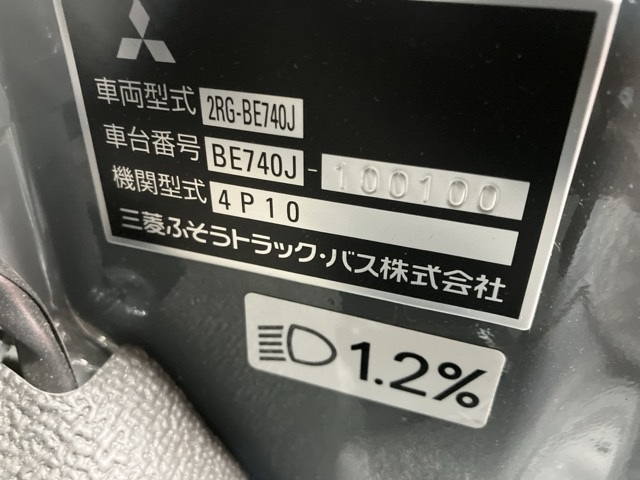 車両型式 2RG-BE740J
車台番号 BE740J-100100
機関型式 4P10
三菱ふそうトラック・バス株式会社
1.2%